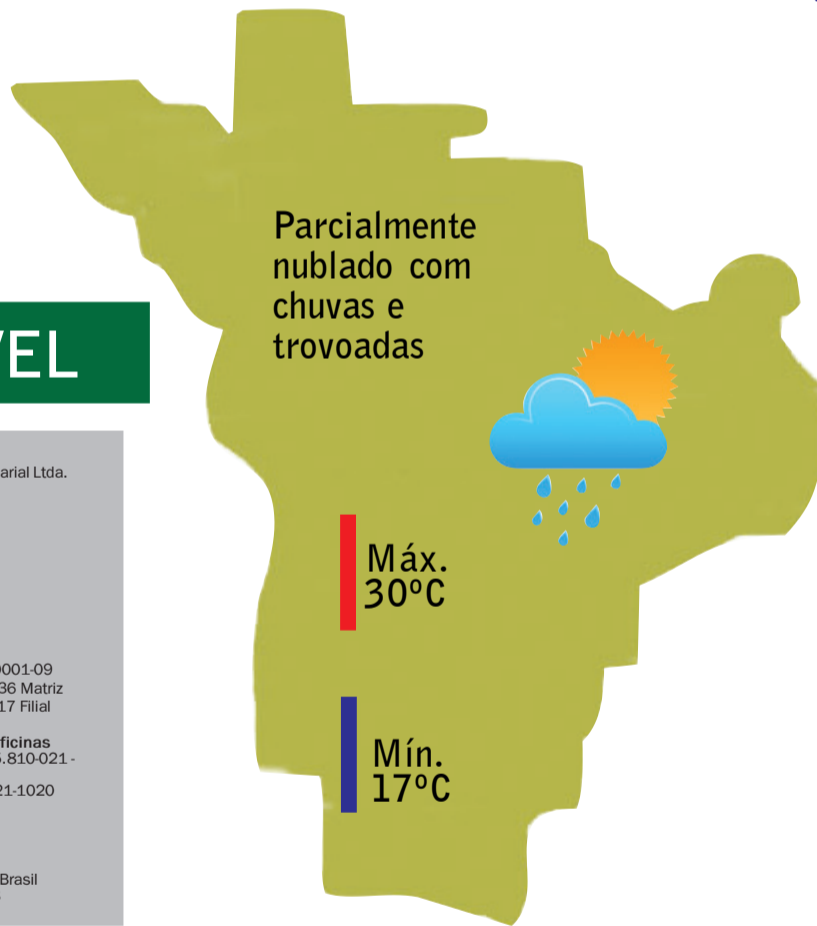 Parcialmente
nublado com
chuvas e
trovoadas
VEL
arial Ltda.
Máx.
30ºC
0001-09
36 Matriz
17 Filial
ficinas
.810-021 -
21-1020
Mín.
17ºC
Brasil